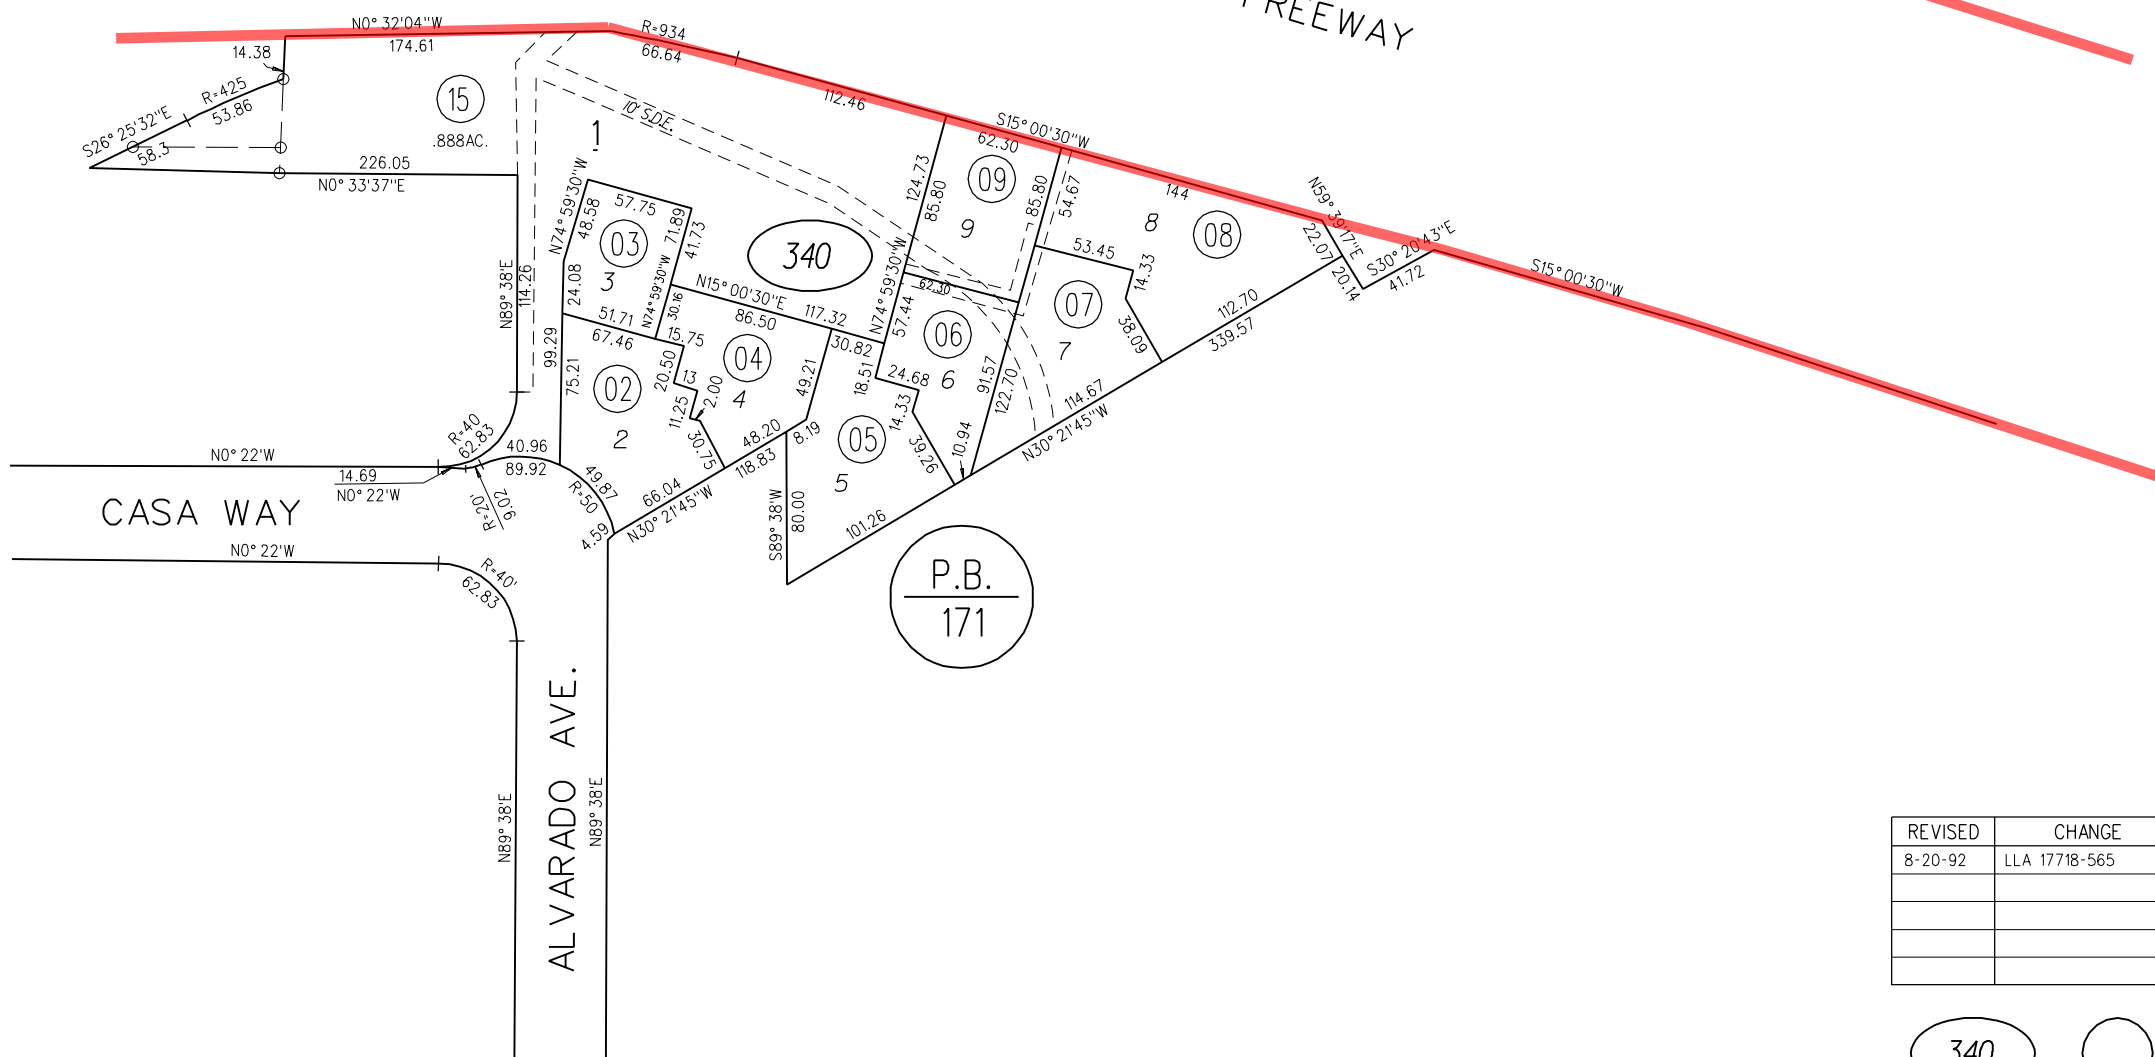 FREEWAY
N0° 32'04"W
174.61
R=934
66.64
14.38
R=425
53.86
S26° 25'32"E
58.3
15
.888AC.
226.05
N0° 33'37"E
10' S.D.E.
1
112.46
S15° 00'30"W
62.30
124.73
85.80
09
9
85.80
54.67
144
8
08
N59° 39'17"E
22.07
20.14
S30° 20'43"E
41.72
S15° 00'30"W
N74° 59'30"W
48.58
57.75
71.89
41.73
03
3
24.08
N74° 59'30"W
30.16
340
N15° 00'30"E
117.32
86.50
N74° 59'30"W
57.44
62.30
53.45
14.33
07
7
38.09
112.70
339.57
N89° 38'E
114.26
99.29
75.21
51.71
67.46
15.75
20.50
13
2.00
11.25
30.75
02
2
04
4
49.21
30.82
18.51
24.68
06
6
14.33
39.26
91.57
122.70
10.94
114.67
N30° 21'45"W
05
5
48.20
118.83
8.19
S89° 38'W
80.00
101.26
66.04
N30° 21'45"W
4.59
49.87
R=50
40.96
89.92
R=40
62.83
R=20'
9.02
N0° 22'W
14.69
N0° 22'W
CASA WAY
N0° 22'W
R=40'
62.83
P.B.
171
ALVARADO AVE.
N89° 38'E
N89° 38'E
REVISED CHANGE
8-20-92 LLA 17718-565
340